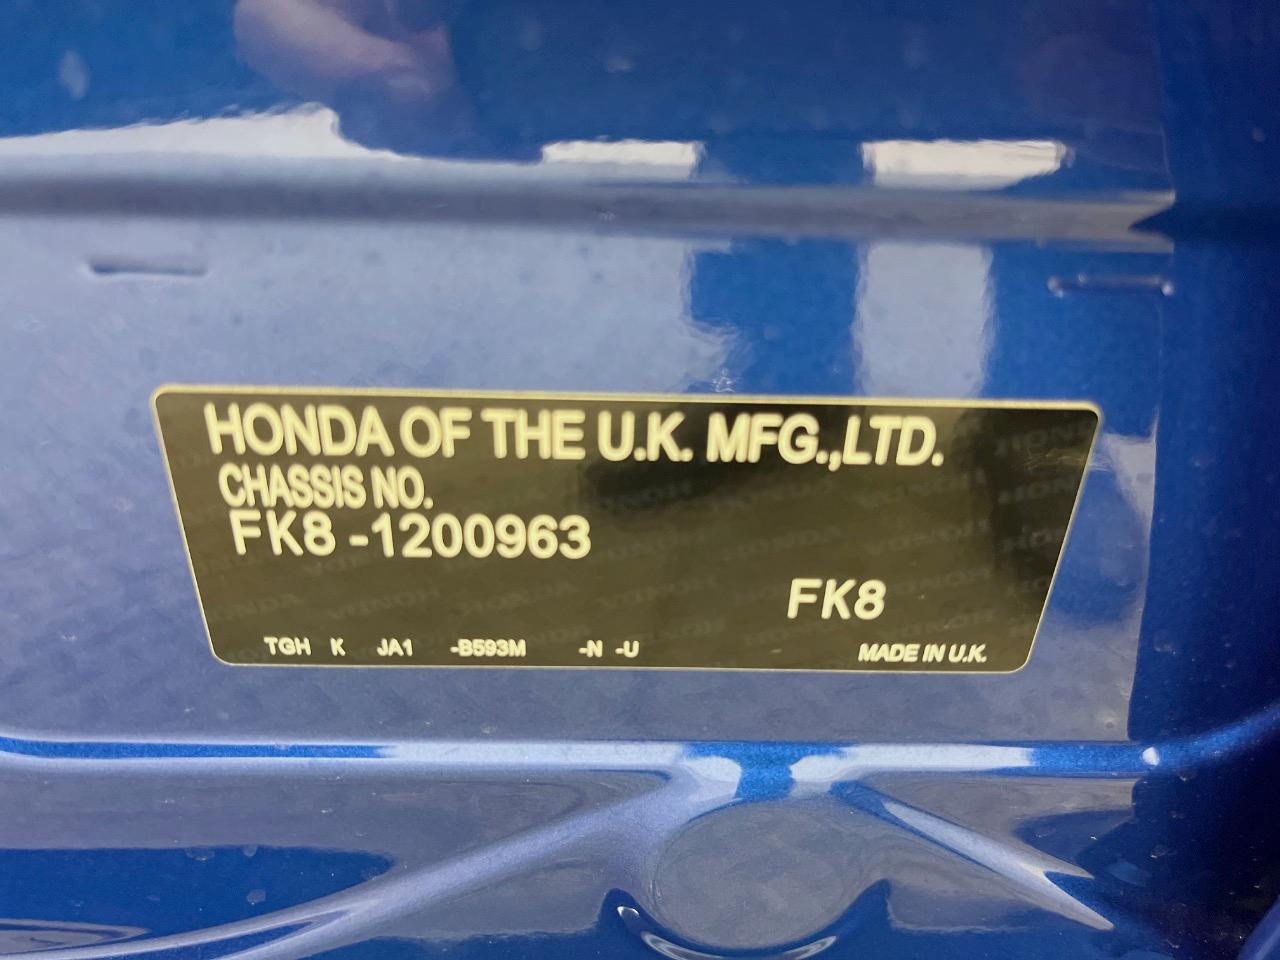 HONDA OF THE U.K. MFG.,LTD.
CHASSIS NO.
FK8 -1200963
FK8
TGH K JA1 -B593M -N -U MADE IN U.K.